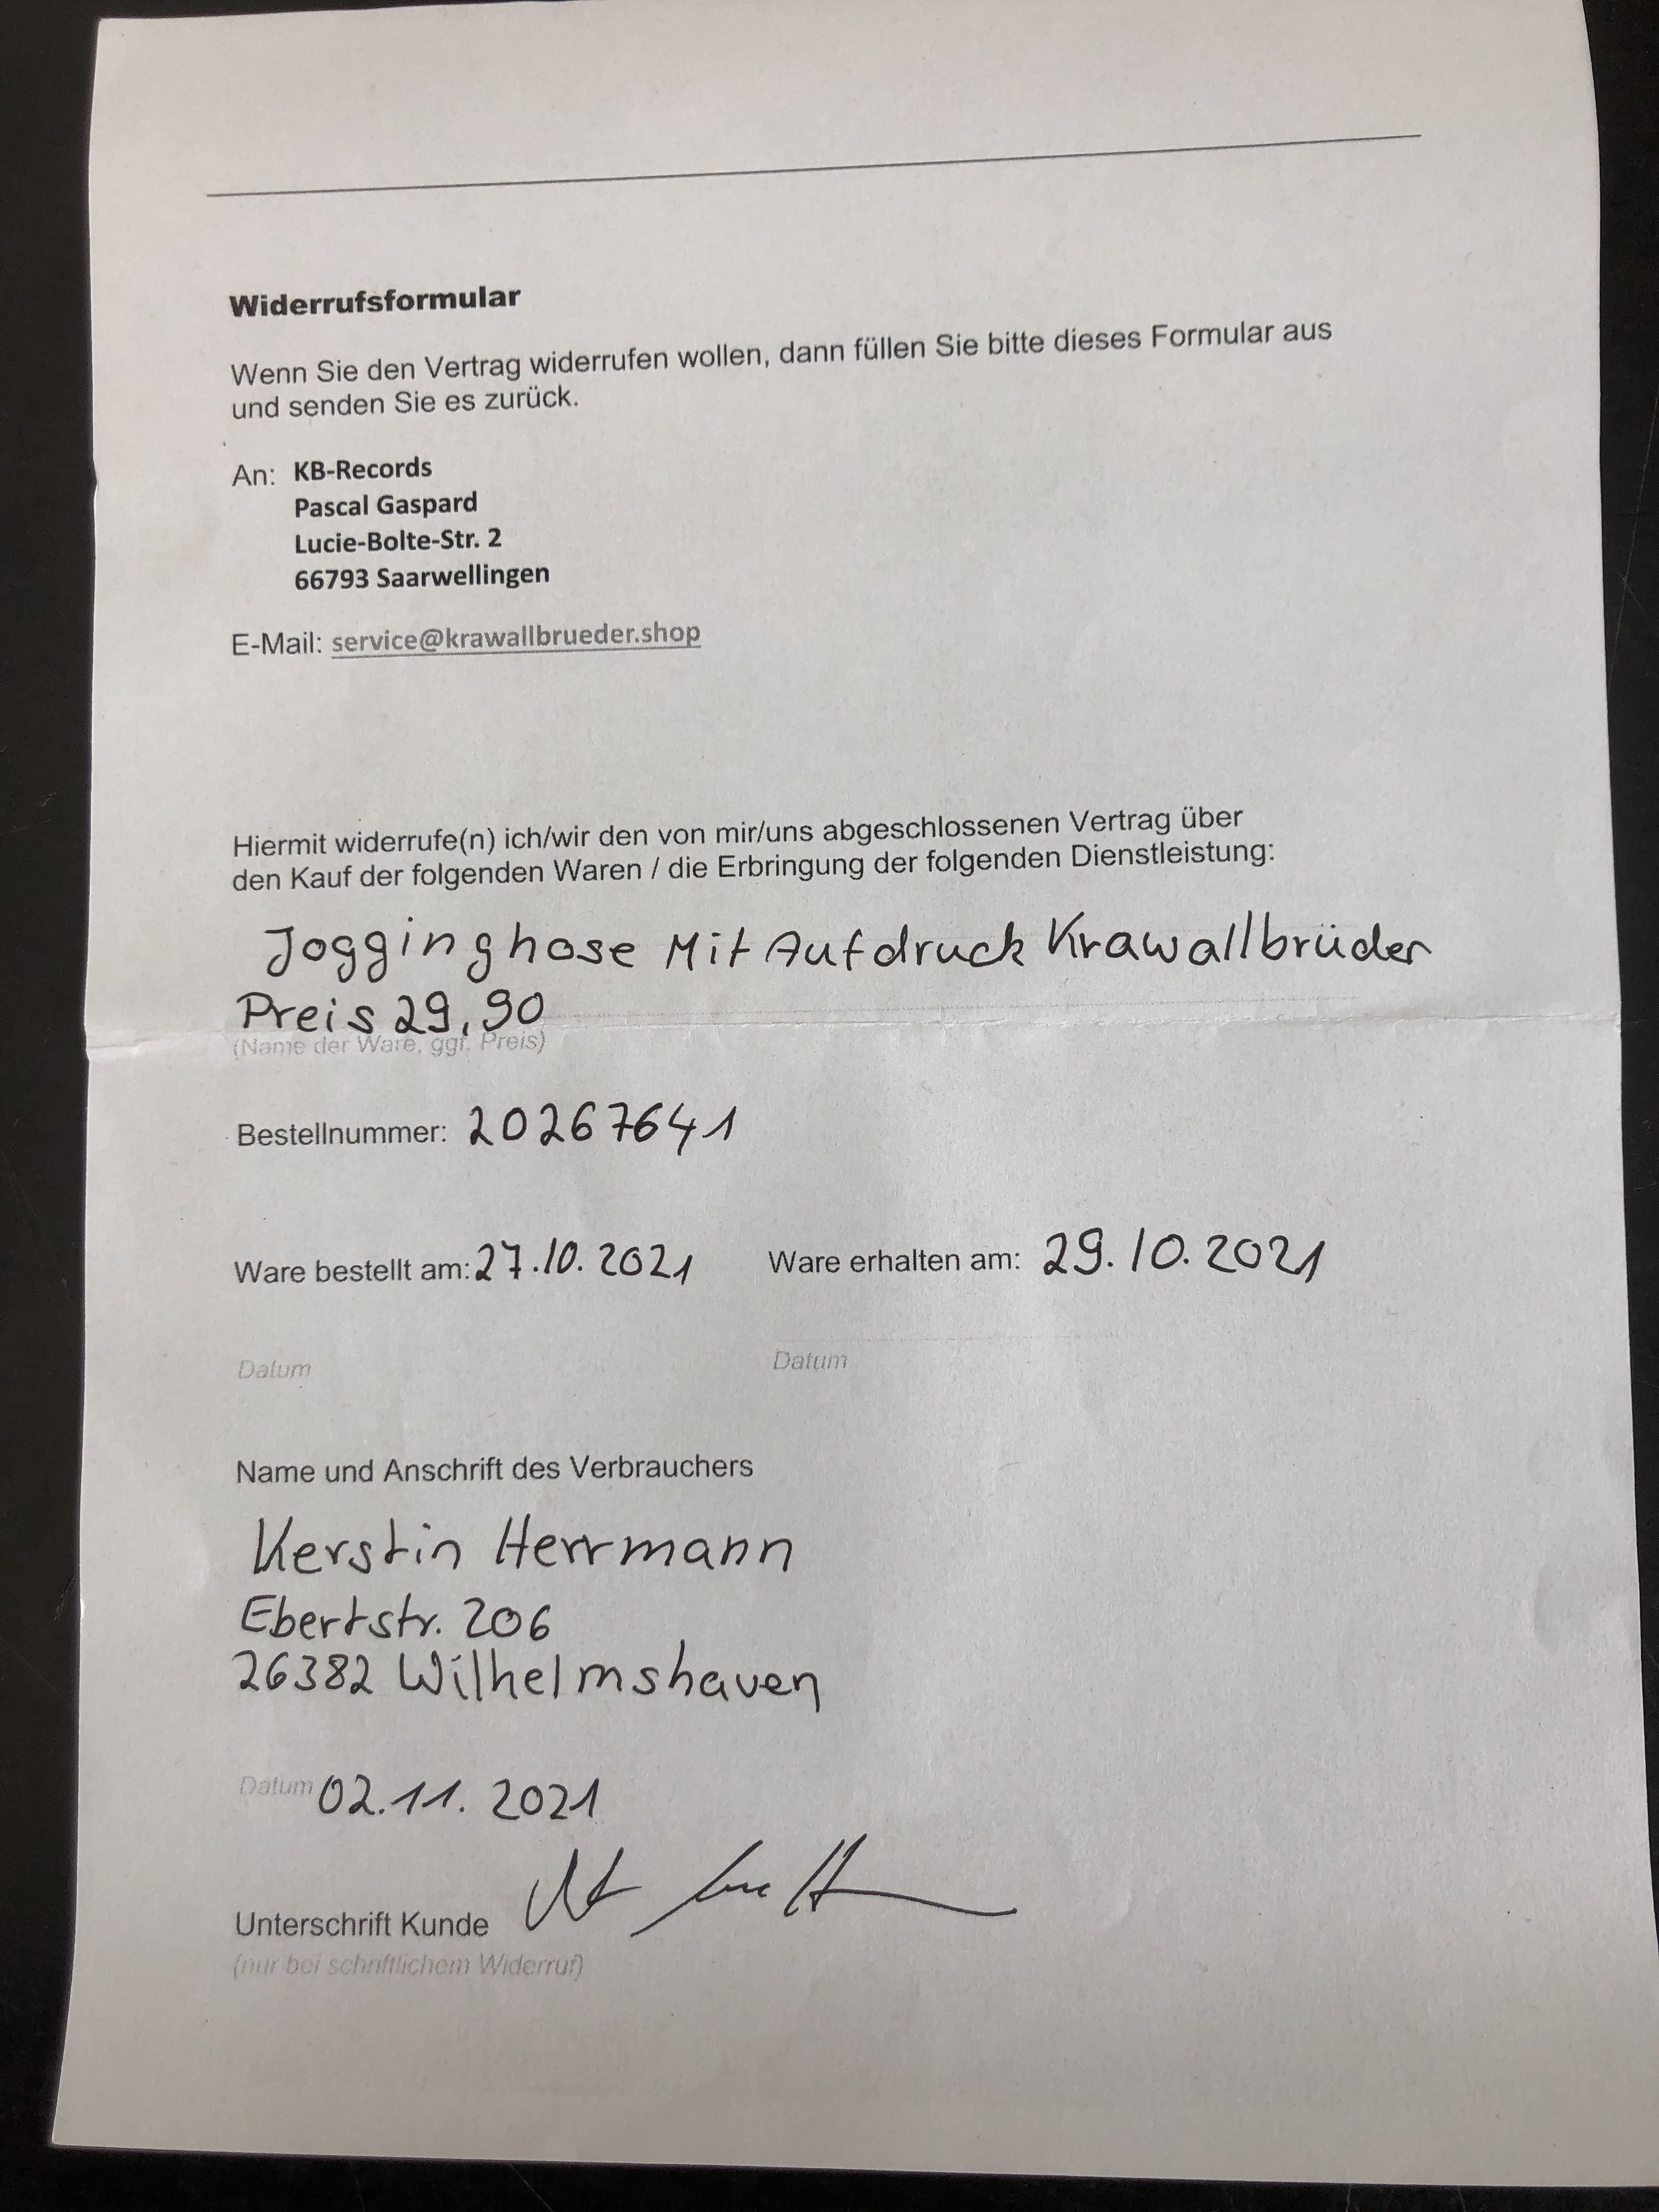 Widerrufsformular
Wenn Sie den Vertrag widerrufen wollen, dann füllen Sie bitte dieses Formular aus
und senden Sie es zurück.
An: KB-Records
Pascal Gaspard
Lucie-Bolte-Str. 2
66793 Saarwellingen
E-Mail: service@krawallbrueder.shop
Hiermit widerrufe(n) ich/wir den von mir/uns abgeschlossenen Vertrag über
den Kauf der folgenden Waren / die Erbringung der folgenden Dienstleistung:
Jogginghose Mit Aufdruck Krawallbrüder
Preis 29,90
(Name der Ware, ggf. Preis)
Bestellnummer: 20267641
Ware bestellt am: 27.10.2021 Ware erhalten am: 29.10.2021
Datum Datum
Name und Anschrift des Verbrauchers
Kerstin Herrmann
Ebertstr. 206
26382 Wilhelmshaven
Datum 02.11.2021
Unterschrift Kunde
(nur bei schriftlichem Widerruf)